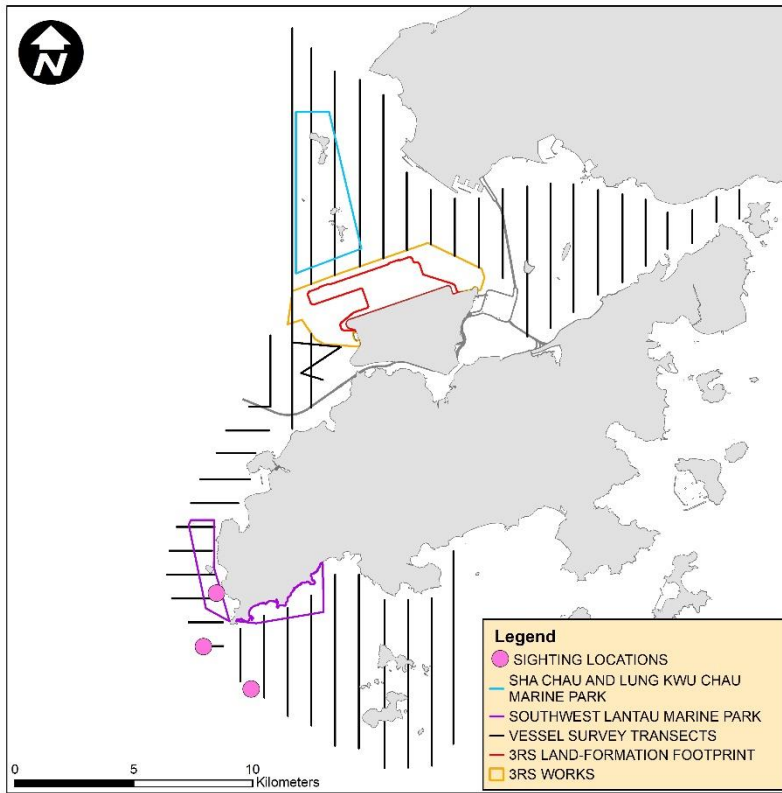 N
Legend
SIGHTING LOCATIONS
SHA CHAU AND LUNG KWU CHAU
MARINE PARK
SOUTHWEST LANTAU MARINE PARK
VESSEL SURVEY TRANSECTS
3RS LAND-FORMATION FOOTPRINT
3RS WORKS
0 5 10
Kilometers